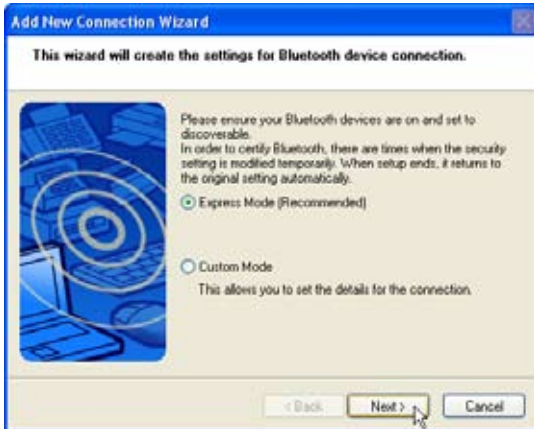 Add New Connection Wizard
This wizard will create the settings for Bluetooth device connection.
Please ensure your Bluetooth devices are on and set to
discoverable.
In order to certify Bluetooth, there are times when the security
setting is modified temporarily. When setup ends, it returns to
the original setting automatically.
Express Mode (Recommended)
Custom Mode
This allows you to set the details for the connection.
< Back
Next >
Cancel